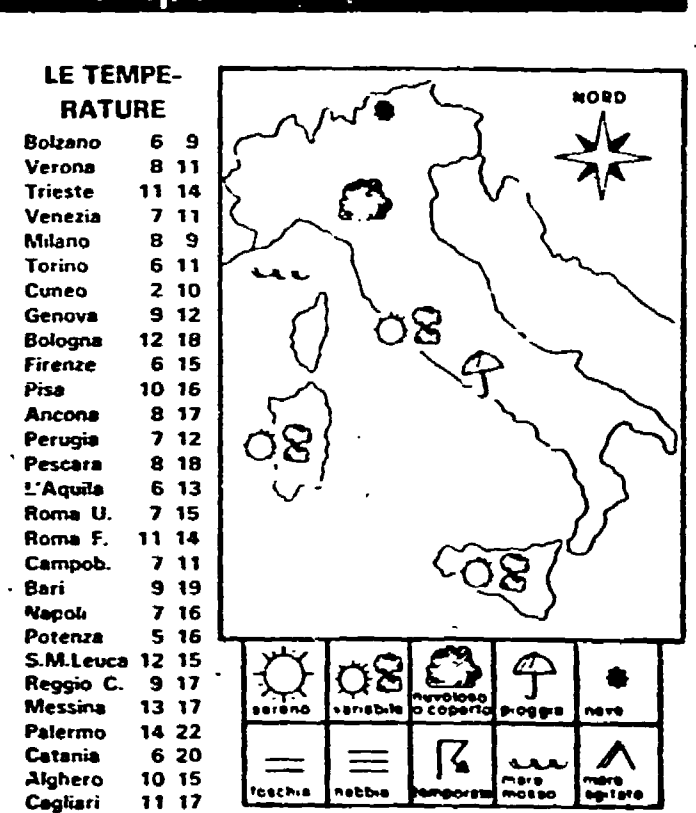 LE TEMPE-
RATURE
Bolzano 6 9
Verona 8 11
Trieste 11 14
Venezia 7 11
Milano 8 9
Torino 6 11
Cuneo 2 10
Genova 9 12
Bologna 12 18
Firenze 6 15
Pisa 10 16
Ancona 8 17
Perugia 7 12
Pescara 8 18
L'Aquila 6 13
Roma U. 7 15
Roma F. 11 14
Campob. 7 11
Bari 9 19
Napoli 7 16
Potenza 5 16
S.M.Leuca 12 15
Reggio C. 9 17
Messina 13 17
Palermo 14 22
Catania 6 20
Alghero 10 15
Cagliari 11 17
NORD
sereno
variabile
nuvoloso
o coperto
pioggia
neve
foschia
nebbia
temporale
mare
mosso
mare
agitato